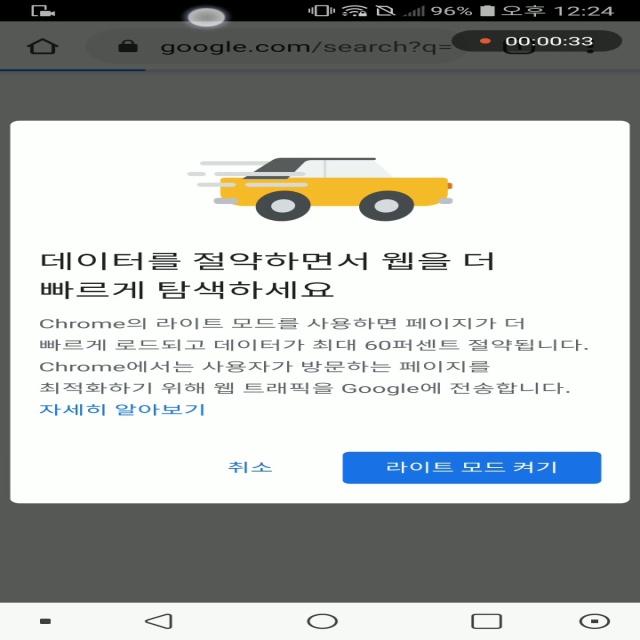 96% 오후 12:24
google.com/search?q=
00:00:33
데이터를 절약하면서 웹을 더
빠르게 탐색하세요
Chrome의 라이트 모드를 사용하면 페이지가 더
빠르게 로드되고 데이터가 최대 60퍼센트 절약됩니다.
Chrome에서는 사용자가 방문하는 페이지를
최적화하기 위해 웹 트래픽을 Google에 전송합니다.
자세히 알아보기
취소
라이트 모드 켜기